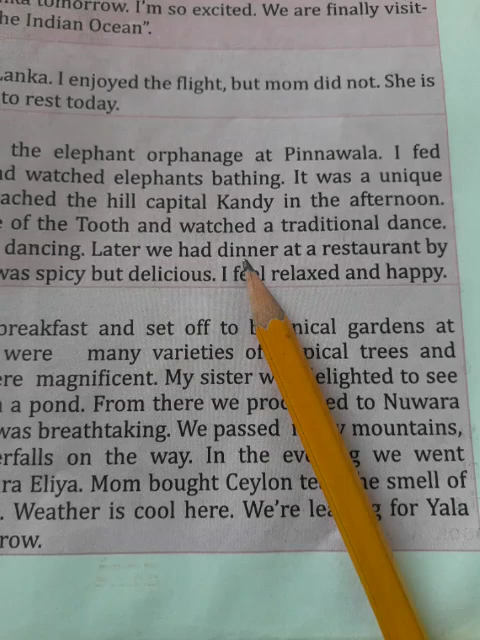 tomorrow. I'm so excited. We are finally visit-
he Indian Ocean".
Lanka. I enjoyed the flight, but mom did not. She is
to rest today.
the elephant orphanage at Pinnawala. I fed
watched elephants bathing. It was a unique
ached the hill capital Kandy in the afternoon.
of the Tooth and watched a traditional dance.
dancing. Later we had dinner at a restaurant by
was spicy but delicious. I relaxed and happy.
breakfast and set off to nical gardens at
were many varieties of pical trees and
re magnificent. My sister elighted to see
a pond. From there we ed to Nuwara
was breathtaking. We passed mountains,
erfalls on the way. In the we went
ra Eliya. Mom bought Ceylon he smell of
. Weather is cool here. We're for Yala
row.